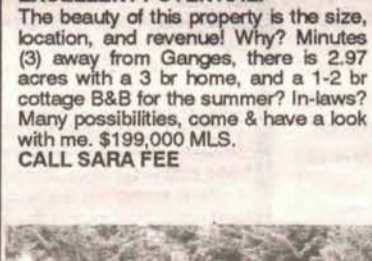 The beauty of this property is the size,
location, and revenue! Why? Minutes
(3) away from Ganges, there is 2.97
acres with a 3 br home, and a 1-2 br
cottage B&B for the summer? In-laws?
Many possibilities, come & have a look
with me. $199,000 MLS.
CALL SARA FEE